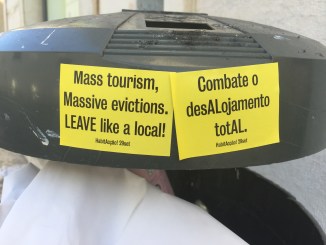 Mass tourism,
Massive evictions.
LEAVE like a local!
Combate o
desALojamento
totAL.